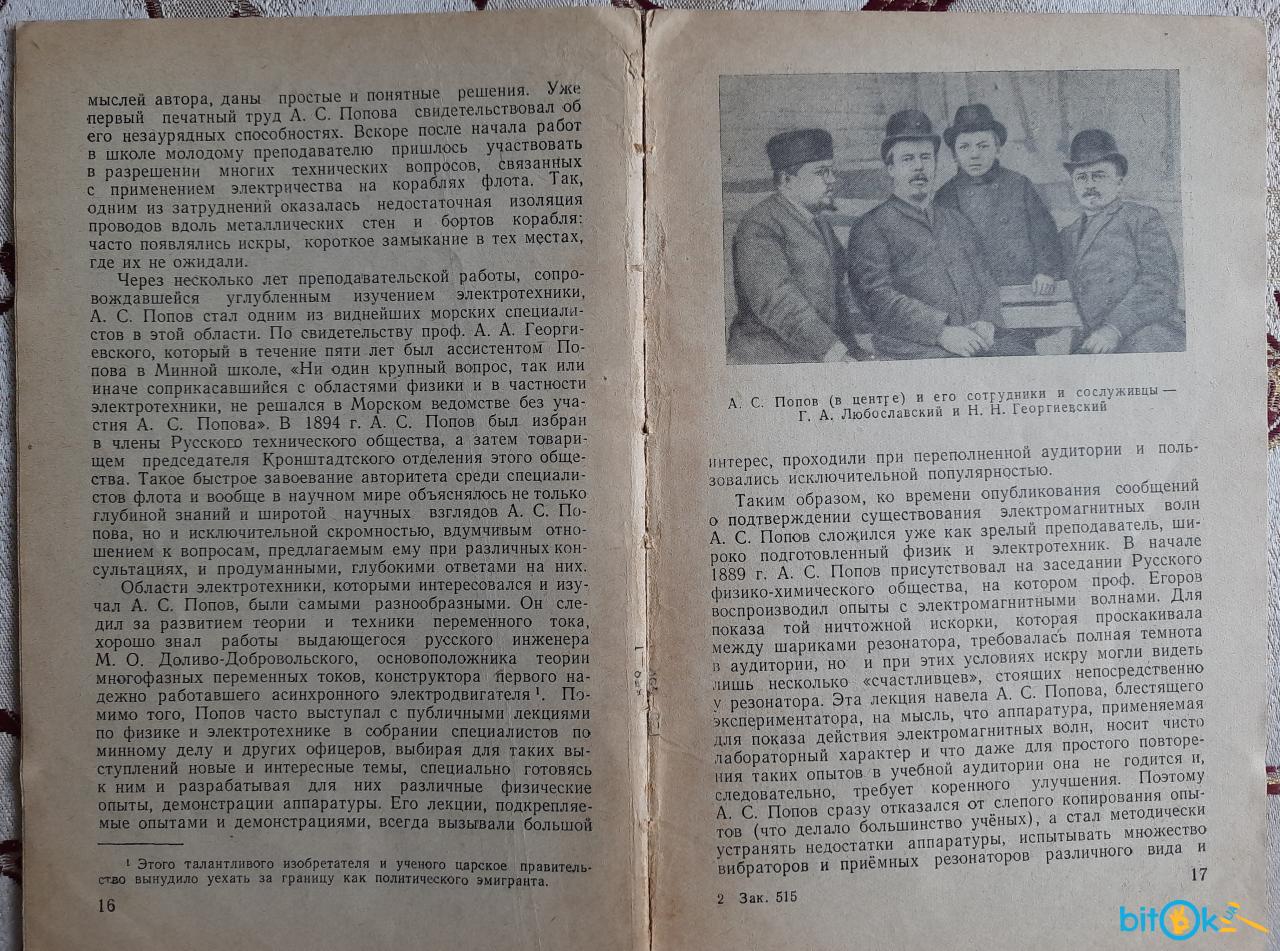 мыслей автора, даны простые и понятные решения. Уже
первый печатный труд А. С. Попова свидетельствовал об
его незаурядных способностях. Вскоре после начала работ
в школе молодому преподавателю пришлось участвовать
в разрешении многих технических вопросов, связанных
с применением электричества на кораблях флота. Так,
одним из затруднений оказалась недостаточная изоляция
проводов вдоль металлических стен и бортов корабля:
часто появлялись искры, короткое замыкание в тех местах,
где их не ожидали.
Через несколько лет преподавательской работы, сопро-
вождавшейся углубленным изучением электротехники,
А. С. Попов стал одним из виднейших морских специали-
стов в этой области. По свидетельству проф. А. А. Георги-
евского, который в течение пяти лет был ассистентом По-
пова в Минной школе, «Ни один крупный вопрос, так или
иначе соприкасавшийся с областями физики и в частности
электротехники, не решался в Морском ведомстве без уча-
стия А. С. Попова». В 1894 г. А. С. Попов был избран
в члены Русского технического общества, а затем товари-
щем председателя Кронштадтского отделения этого обще-
ства. Такое быстрое завоевание авторитета среди специали-
стов флота и вообще в научном мире объяснялось не только
глубиной знаний и широтой научных взглядов А. С. По-
пова, но и исключительной скромностью, вдумчивым отно-
шением к вопросам, предлагаемым ему при различных кон-
сультациях, и продуманными, глубокими ответами на них.
Области электротехники, которыми интересовался и изу-
чал А. С. Попов, были самыми разнообразными. Он сле-
дил за развитием теории и техники переменного тока,
хорошо знал работы выдающегося русского инженера
М. О. Доливо-Добровольского, основоположника теории
многофазных переменных токов, конструктора первого на-
дежно работавшего асинхронного электродвигателя ¹. По-
мимо того, Попов часто выступал с публичными лекциями
по физике и электротехнике в собрании специалистов по
минному делу и других офицеров, выбирая для таких вы-
ступлений новые и интересные темы, специально готовясь
к ним и разрабатывая для них различные физические
опыты, демонстрации аппаратуры. Его лекции, подкрепляе-
мые опытами и демонстрациями, всегда вызывали большой
¹ Этого талантливого изобретателя и ученого царское правитель-
ство вынудило уехать за границу как политического эмигранта.
16
А. С. Попов (в центре) и его сотрудники и сослуживцы —
Г. А. Любославский и Н. Н. Георгиевский
интерес, проходили при переполненной аудитории и поль-
зовались исключительной популярностью.
Таким образом, ко времени опубликования сообщений
о подтверждении существования электромагнитных волн
А. С. Попов сложился уже как зрелый преподаватель, ши-
роко подготовленный физик и электротехник. В начале
1889 г. А. С. Попов присутствовал на заседании Русского
физико-химического общества, на котором проф. Егоров
воспроизводил опыты с электромагнитными волнами. Для
показа той ничтожной искорки, которая проскакивала
между шариками резонатора, требовалась полная темнота
в аудитории, но и при этих условиях искру могли видеть
лишь несколько «счастливцев», стоящих непосредственно
у резонатора. Эта лекция навела А. С. Попова, блестящего
экспериментатора, на мысль, что аппаратура, применяемая
для показа действия электромагнитных волн, носит чисто
лабораторный характер и что даже для простого повторе-
ния таких опытов в учебной аудитории она не годится и,
следовательно, требует коренного улучшения. Поэтому
А. С. Попов сразу отказался от слепого копирования опы-
тов (что делало большинство учёных), а стал методически
устранять недостатки аппаратуры, испытывать множество
вибраторов и приёмных резонаторов различного вида и
2 Зак. 515
17
bitOk